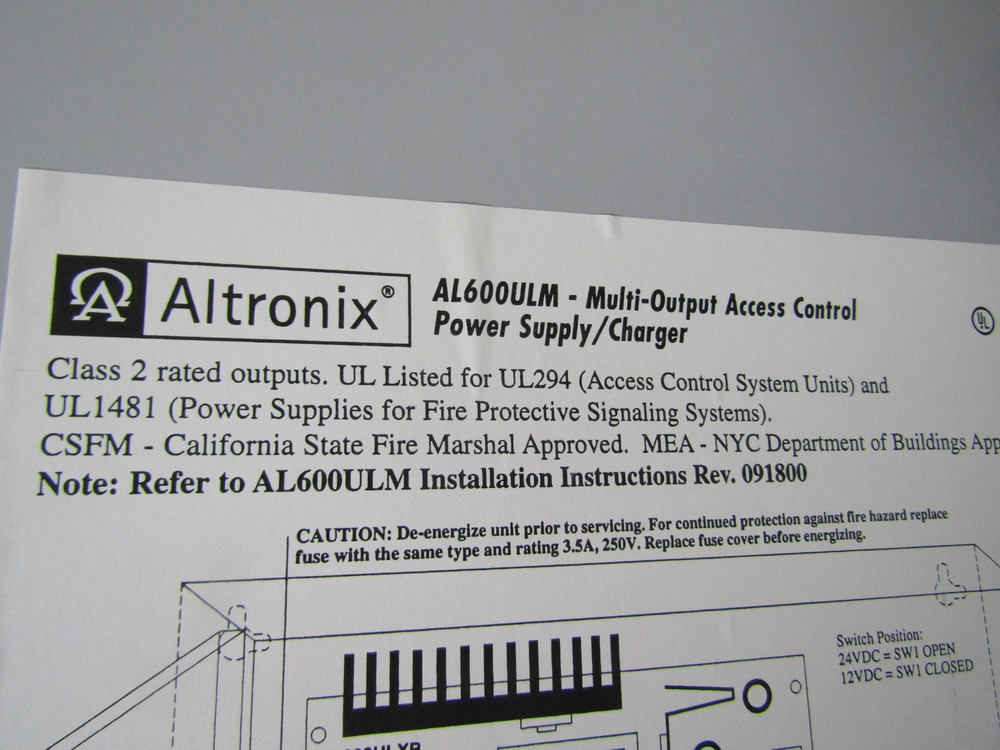 Altronix®
AL600ULM - Multi-Output Access Control
Power Supply/Charger
UL
Class 2 rated outputs. UL Listed for UL294 (Access Control System Units) and
UL1481 (Power Supplies for Fire Protective Signaling Systems).
CSFM - California State Fire Marshal Approved. MEA - NYC Department of Buildings App
Note: Refer to AL600ULM Installation Instructions Rev. 091800
CAUTION: De-energize unit prior to servicing. For continued protection against fire hazard replace
fuse with the same type and rating 3.5A, 250V. Replace fuse cover before energizing.
Switch Position:
24VDC = SW1 OPEN
12VDC = SW1 CLOSED